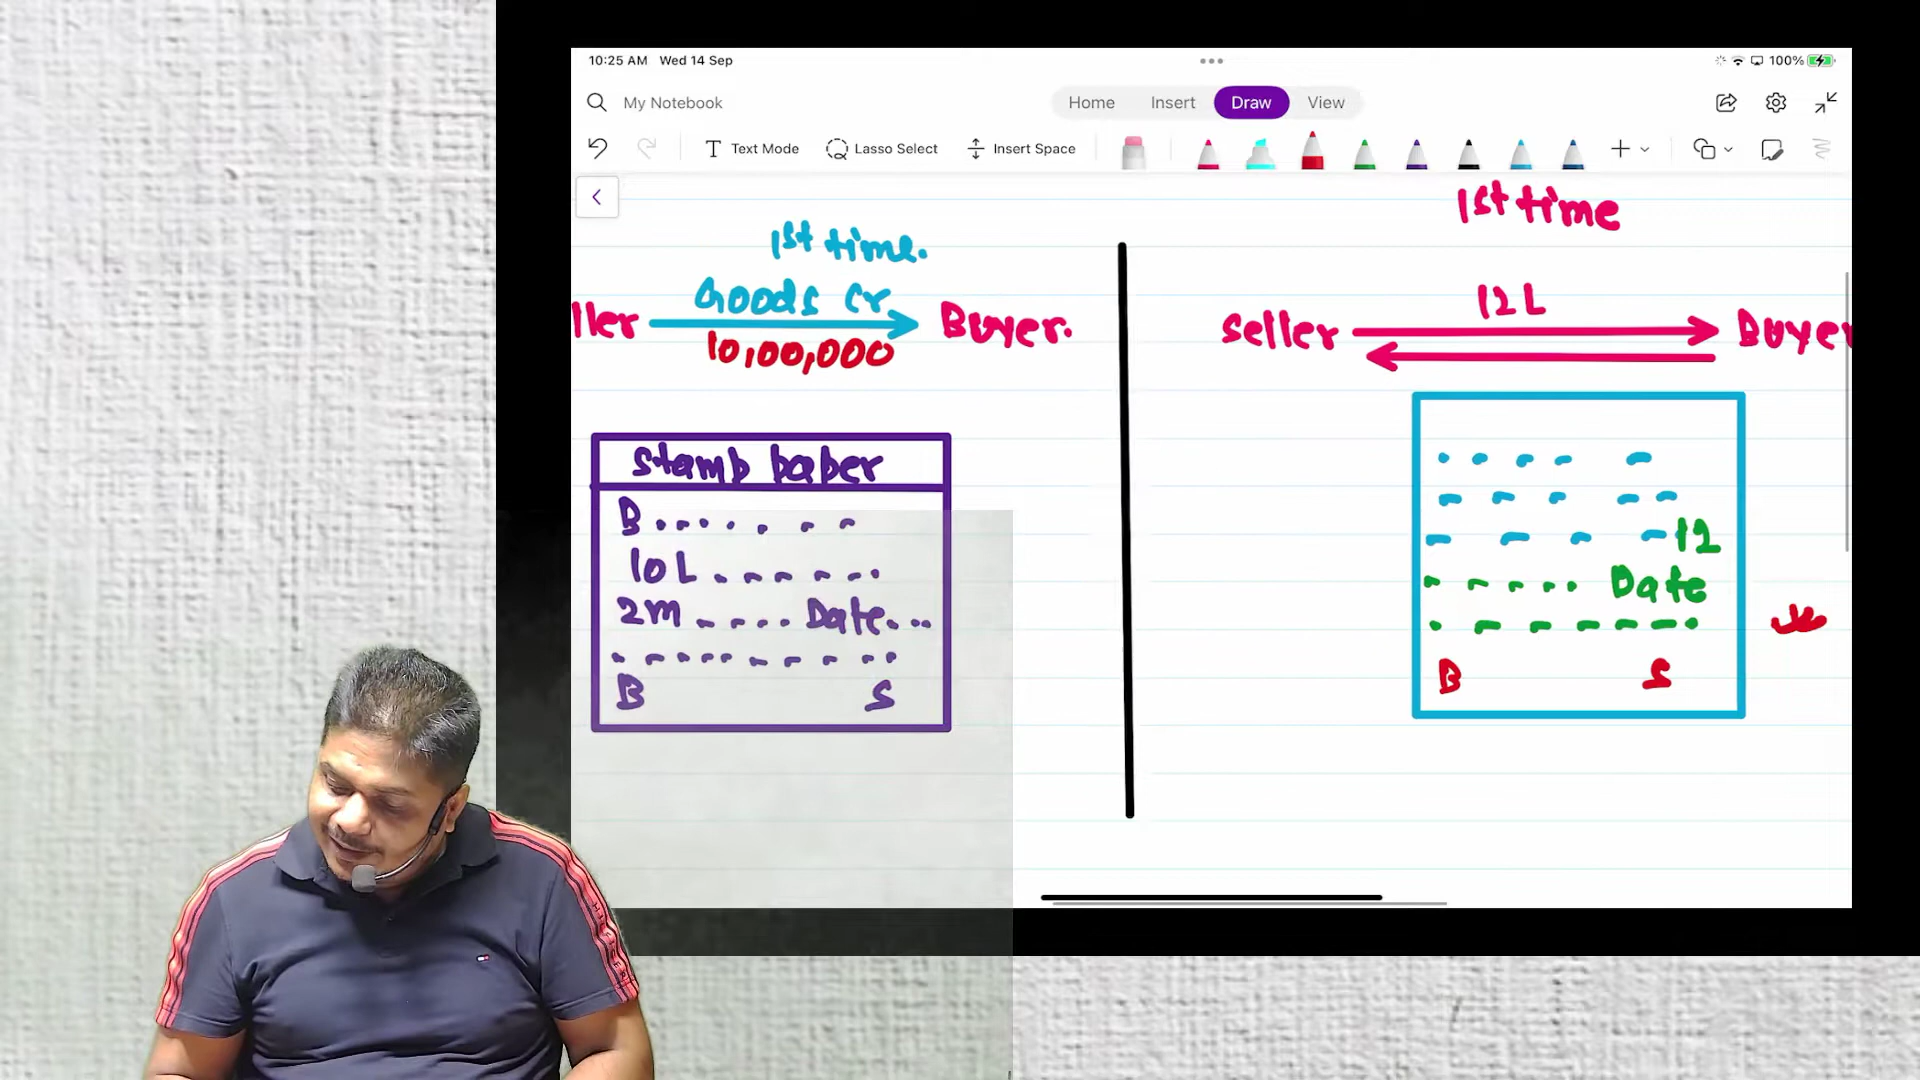 10:25 AM Wed 14 Sep
100%
My Notebook
Home Insert Draw View
Text Mode Lasso Select Insert Space
1st time.
Goods Cr
ller Buyer.
10,00,000
Stamp paper
B
10 L
2m Date
B S
1st time
12 L
Seller Buyer
12
Date
B S